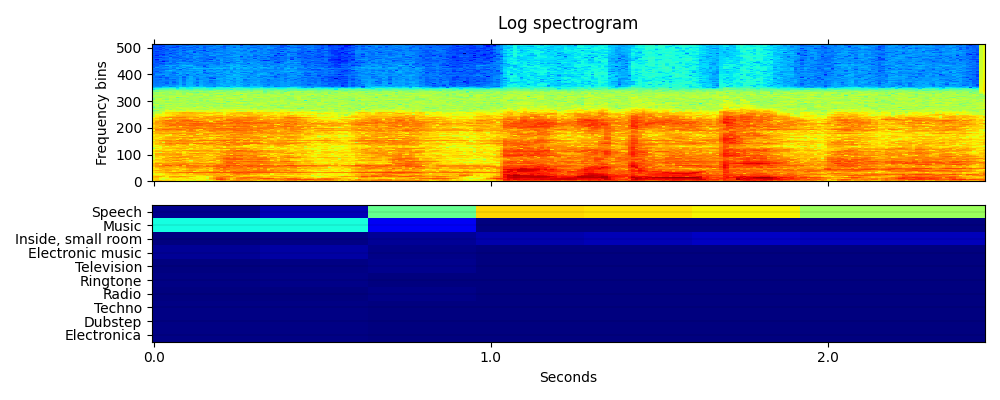 Log spectrogram
Frequency bins
500
400
300
200
100
0
Speech
Music
Inside, small room
Electronic music
Television
Ringtone
Radio
Techno
Dubstep
Electronica
0.0 1.0 2.0
Seconds